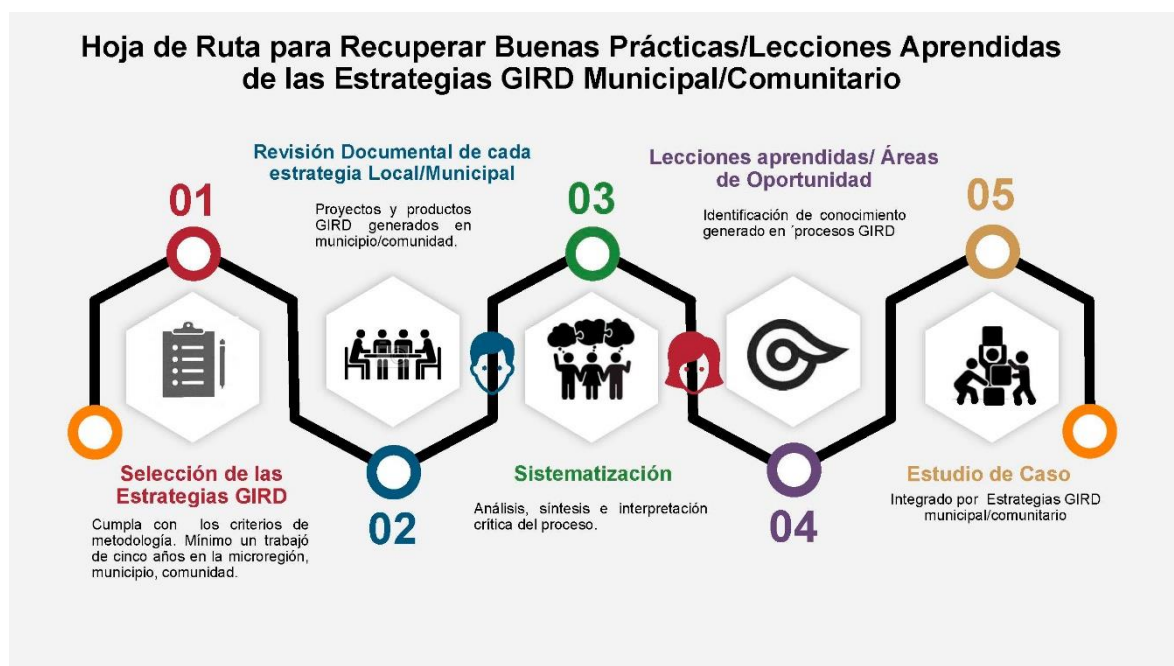 Hoja de Ruta para Recuperar Buenas Prácticas/Lecciones Aprendidas
de las Estrategias GIRD Municipal/Comunitario
01
Selección de las
Estrategias GIRD
Cumpla con los criterios de
metodología. Mínimo un trabajó
de cinco años en la microregión,
municipio, comunidad.
Revisión Documental de cada
estrategia Local/Municipal
Proyectos y productos
GIRD generados en
municipio/comunidad.
02
03
Sistematización
Análisis, síntesis e interpretación
crítica del proceso.
Lecciones aprendidas/ Áreas
de Oportunidad
Identificación de conocimiento
generado en ´procesos GIRD
04
05
Estudio de Caso
Integrado por Estrategias GIRD
municipal/comunitario